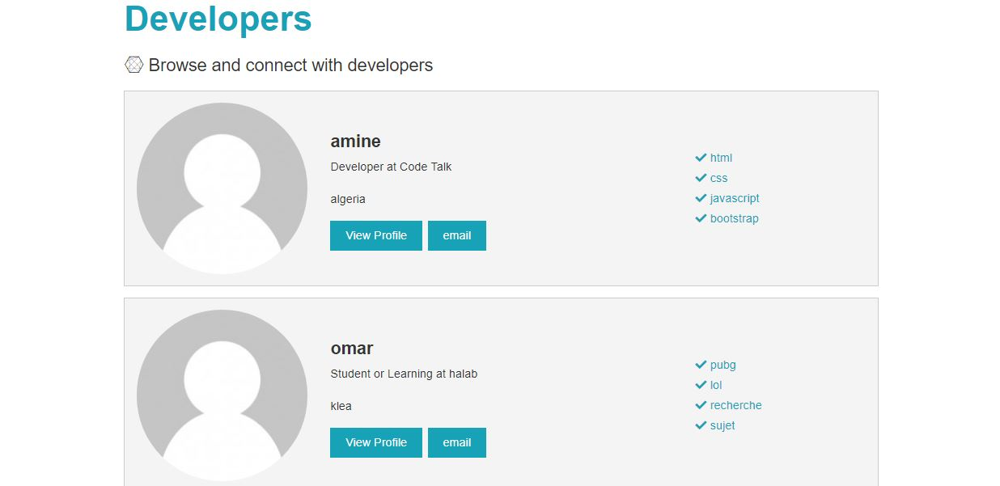 Developers
Browse and connect with developers
amine
Developer at Code Talk
algeria
View Profile email
html
css
javascript
bootstrap
omar
Student or Learning at halab
klea
View Profile email
pubg
lol
recherche
sujet